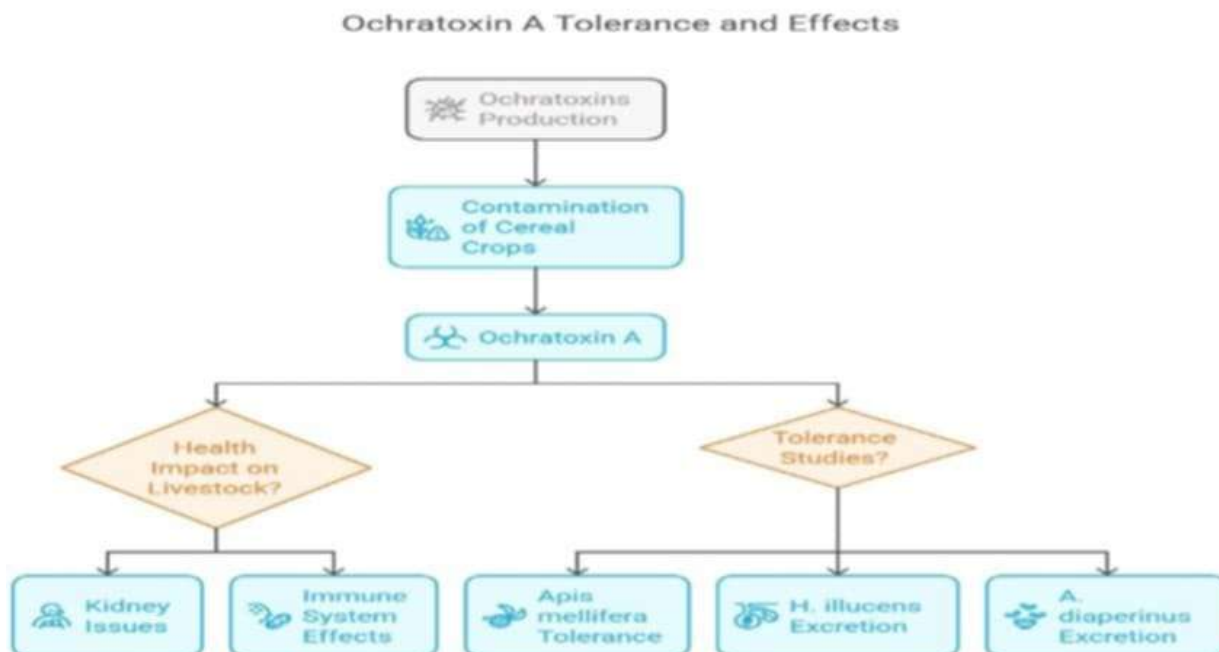 Ochratoxin A Tolerance and Effects
Ochratoxins
Production
Contamination
of Cereal
Crops
Ochratoxin A
Health
Impact on
Livestock?
Tolerance
Studies?
Kidney
Issues
Immune
System
Effects
Apis
mellifera
Tolerance
H. illucens
Excretion
A.
diaperinus
Excretion